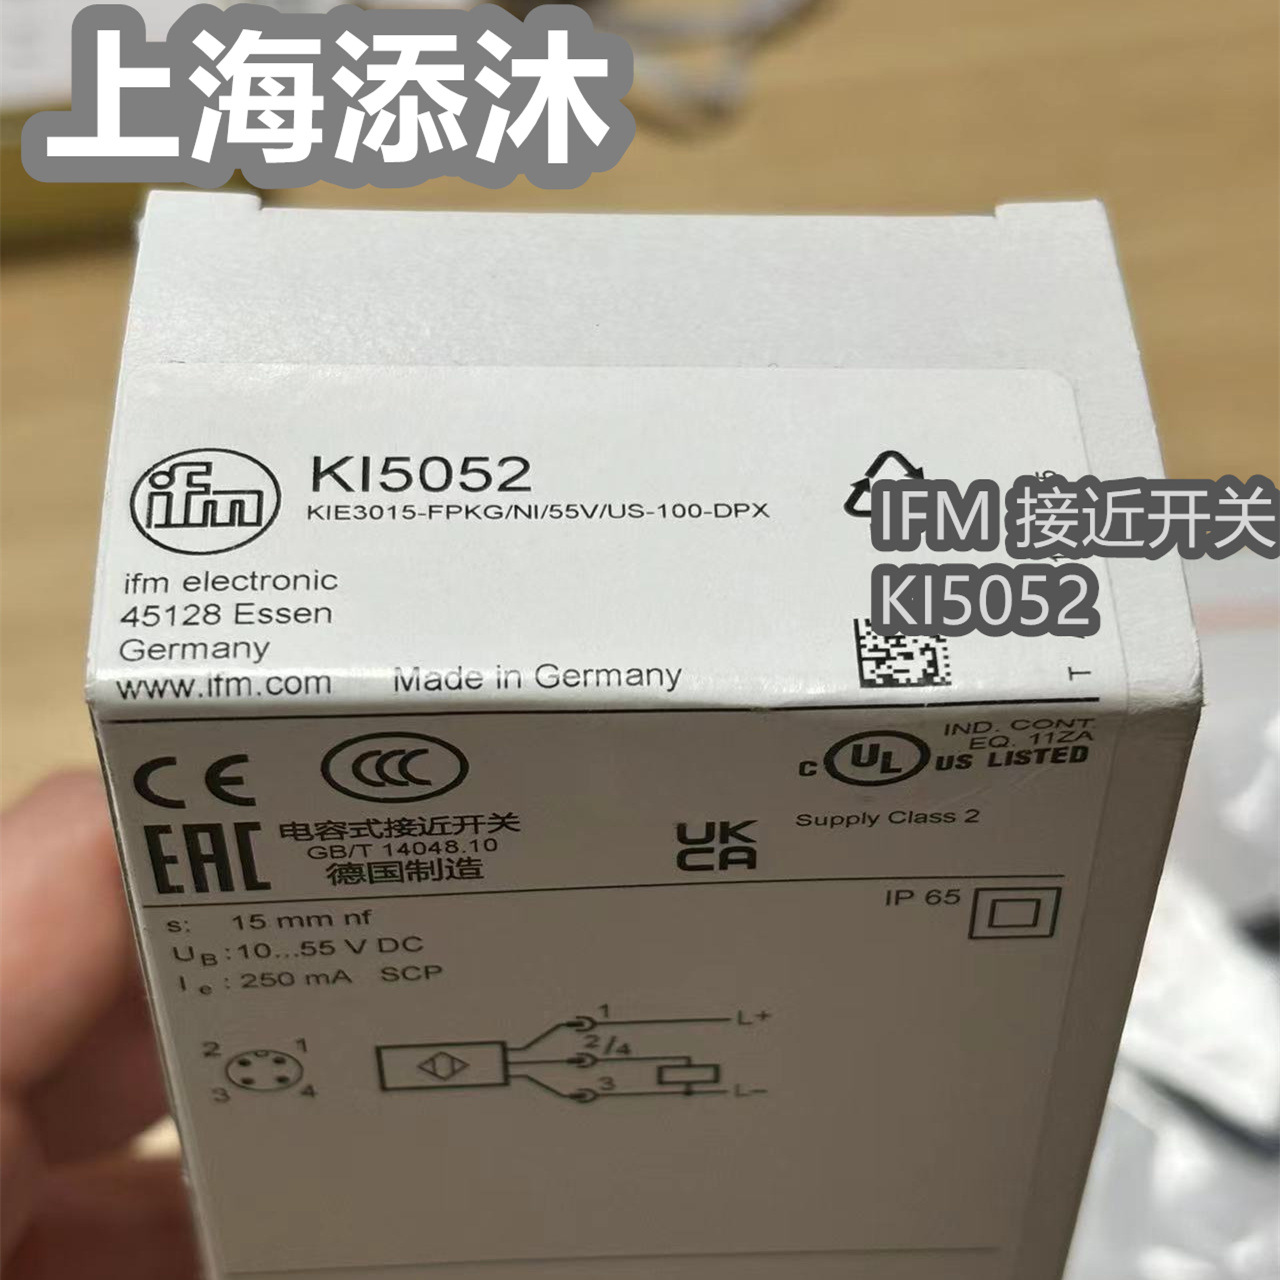 上海添沐
ifm
KI5052
KIE3015-FPKG/NI/55V/US-100-DPX
IFM 接近开关
KI5052
ifm electronic
45128 Essen
Germany
www.ifm.com
Made in Germany
T
CE
CCC
C UL US LISTED
IND. CONT.
EQ. 11ZA
Supply Class 2
EAC
电容式接近开关
GB/T 14048.10
德国制造
UK
CA
IP 65
s: 15 mm nf
UB: 10...55 V DC
Ie: 250 mA SCP
2 1
3 4
1 L+
2/4
3 L-